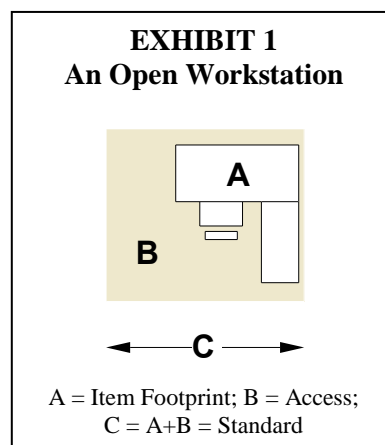 EXHIBIT 1
An Open Workstation
A
B
C
A = Item Footprint; B = Access;
C = A+B = Standard